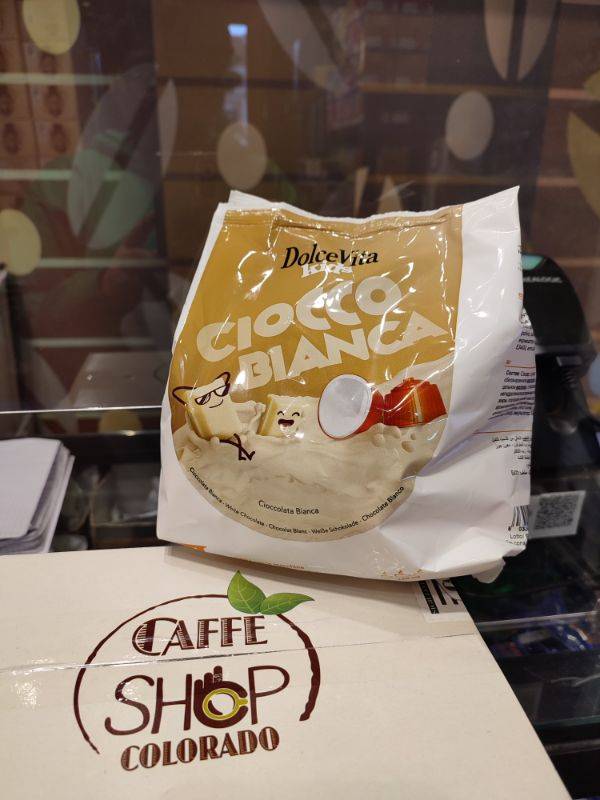 DolceVita
kids
CIOCCO
BIANCA
Cioccolata Bianca
Cioccolata Bianca - White Chocolate - Chocolat Blanc - Weiße Schokolade - Chocolate Blanco
CAFFE
SHOP
COLORADO